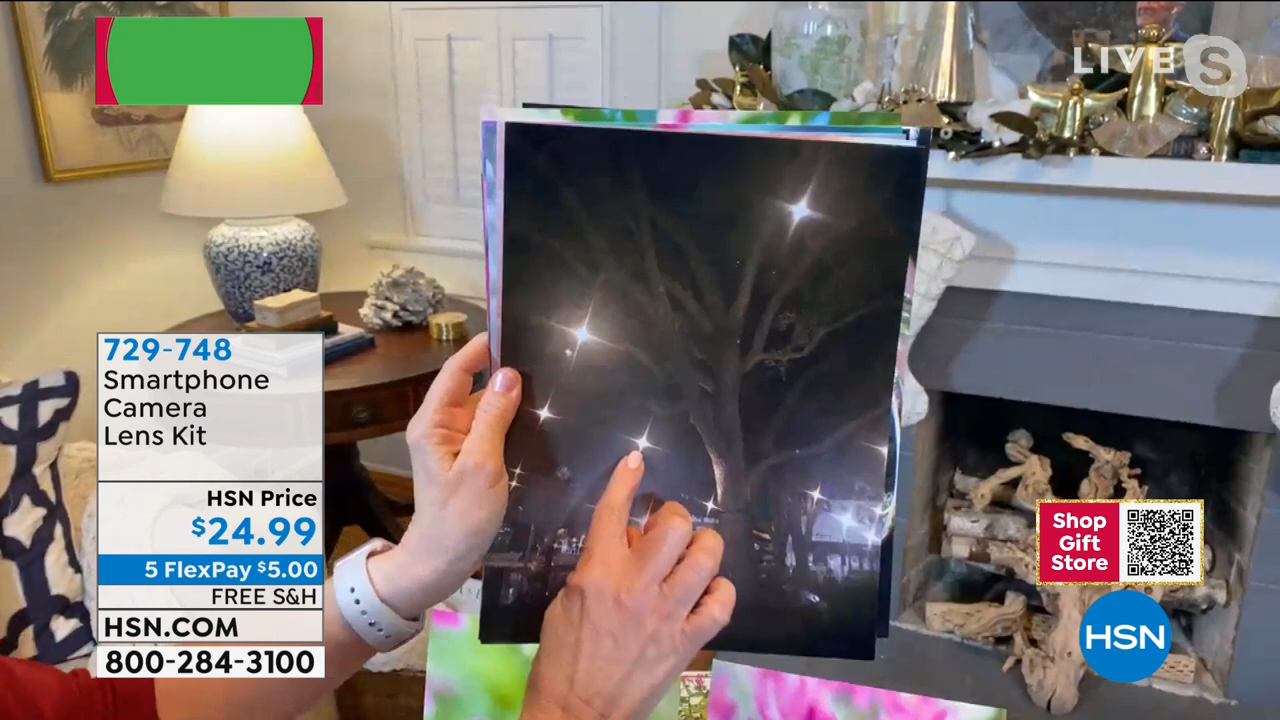 LIVE S
729-748
Smartphone
Camera
Lens Kit
HSN Price
$24.99
5 FlexPay $5.00
FREE S&H
HSN.COM
800-284-3100
Shop
Gift
Store
HSN